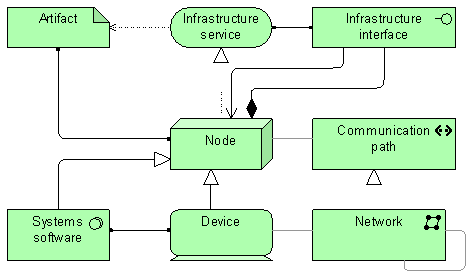 Artifact
Infrastructure
service
Infrastructure
interface
Node
Communication
path
Systems
software
Device
Network